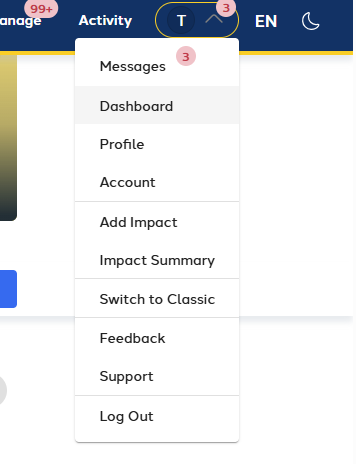 anage 99+ Activity T 3 EN
Messages 3
Dashboard
Profile
Account
Add Impact
Impact Summary
Switch to Classic
Feedback
Support
Log Out